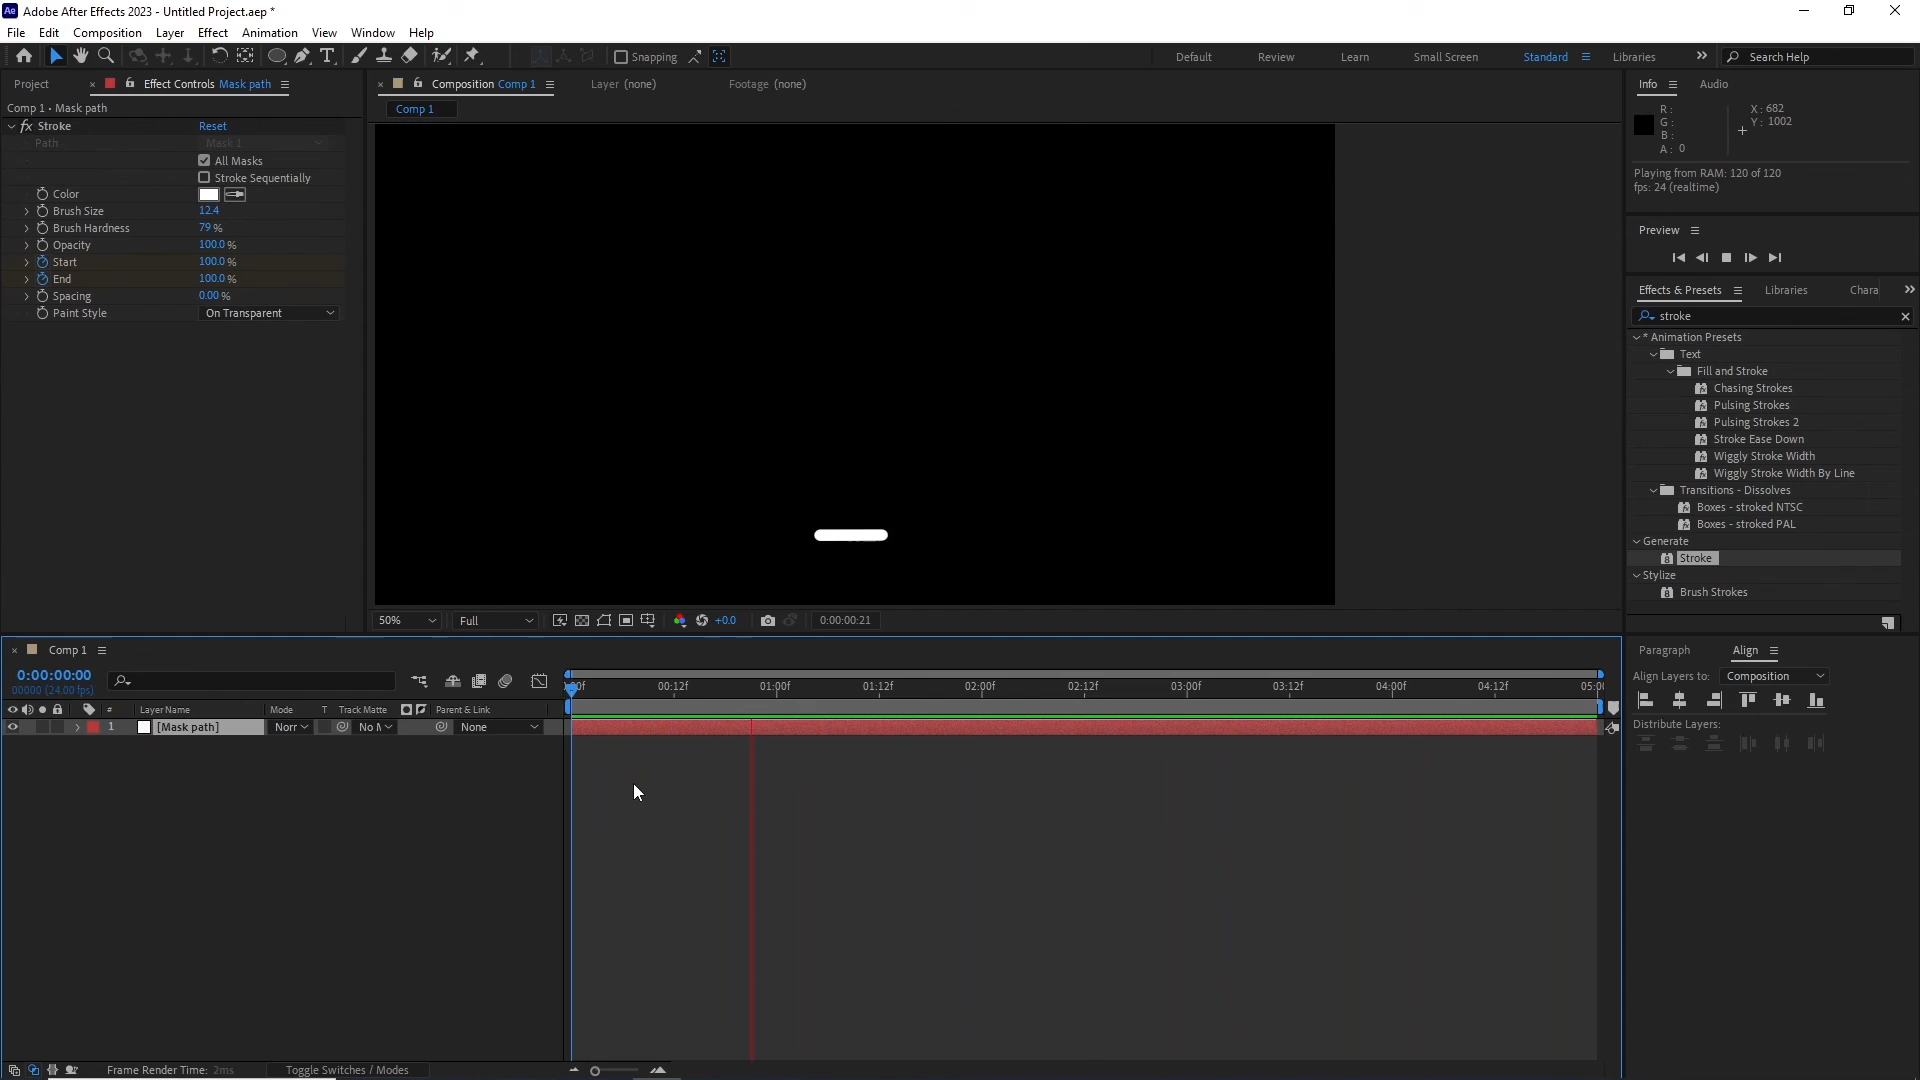 Ae Adobe After Effects 2023 - Untitled Project.aep *
File Edit Composition Layer Effect Animation View Window Help
T Snapping Default Review Learn Small Screen Standard Libraries Search Help
Project Effect Controls Mask path
Comp 1 • Mask path
fx Stroke Reset
Path Mask 1
All Masks
Stroke Sequentially
Color
Brush Size 12.4
Brush Hardness 79 %
Opacity 100.0 %
Start 100.0 %
End 100.0 %
Spacing 0.00 %
Paint Style On Transparent
Composition Comp 1 Layer (none) Footage (none)
Comp 1
50% Full +0.0 0:00:00:21
Info Audio
R : X : 682
G : Y : 1002
B :
A : 0
Playing from RAM: 120 of 120
fps: 24 (realtime)
Preview
Effects & Presets Libraries Chara
stroke
* Animation Presets
Text
Fill and Stroke
Chasing Strokes
Pulsing Strokes
Pulsing Strokes 2
Stroke Ease Down
Wiggly Stroke Width
Wiggly Stroke Width By Line
Transitions - Dissolves
Boxes - stroked NTSC
Boxes - stroked PAL
Generate
Stroke
Stylize
Brush Strokes
Comp 1
0:00:00:00
00000 (24.00 fps)
00f 00:12f 01:00f 01:12f 02:00f 02:12f 03:00f 03:12f 04:00f 04:12f 05:0
# Layer Name Mode T Track Matte Parent & Link
1 [Mask path] Norr No M None
Paragraph Align
Align Layers to: Composition
Distribute Layers:
Frame Render Time: 2ms Toggle Switches / Modes